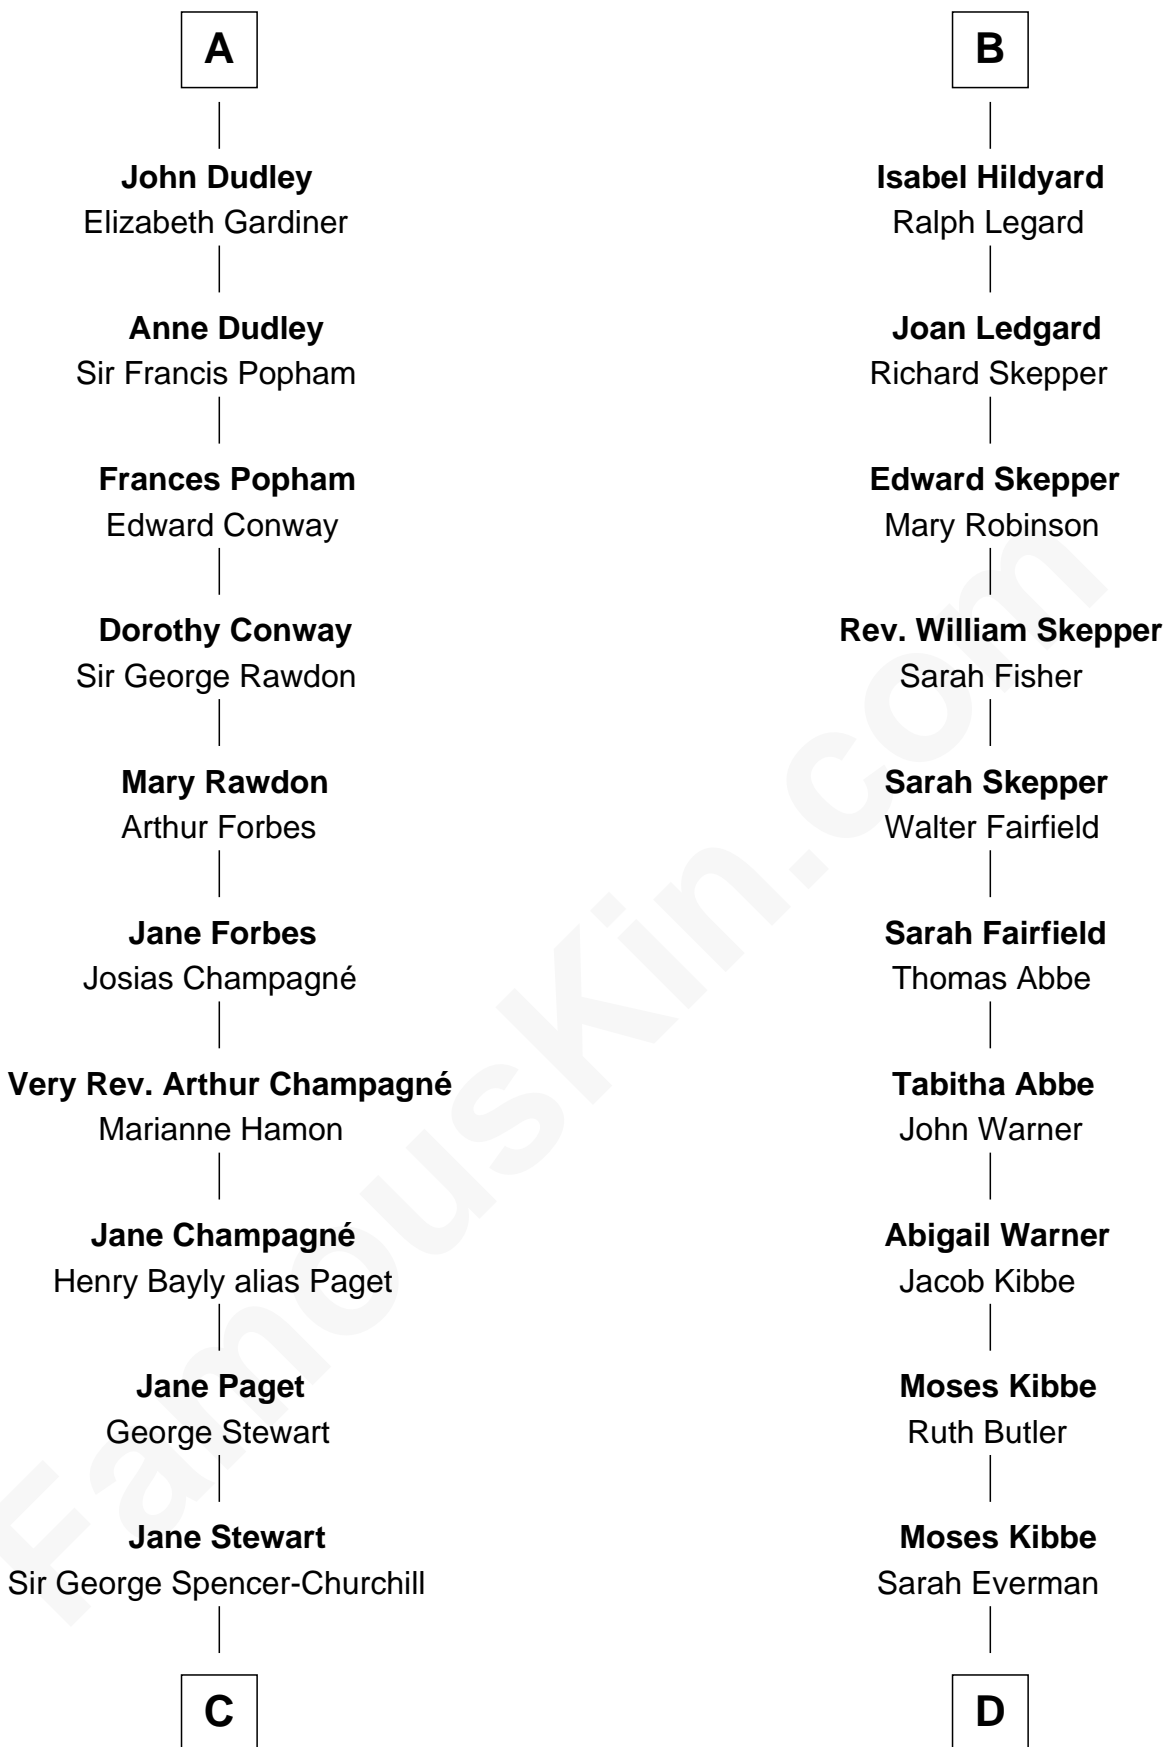 A
John Dudley
Elizabeth Gardiner
Anne Dudley
Sir Francis Popham
Frances Popham
Edward Conway
Dorothy Conway
Sir George Rawdon
Mary Rawdon
Arthur Forbes
Jane Forbes
Josias Champagné
Very Rev. Arthur Champagné
Marianne Hamon
Jane Champagné
Henry Bayly alias Paget
Jane Paget
George Stewart
Jane Stewart
Sir George Spencer-Churchill
C
B
Isabel Hildyard
Ralph Legard
Joan Ledgard
Richard Skepper
Edward Skepper
Mary Robinson
Rev. William Skepper
Sarah Fisher
Sarah Skepper
Walter Fairfield
Sarah Fairfield
Thomas Abbe
Tabitha Abbe
John Warner
Abigail Warner
Jacob Kibbe
Moses Kibbe
Ruth Butler
Moses Kibbe
Sarah Everman
D
FamousKin.com